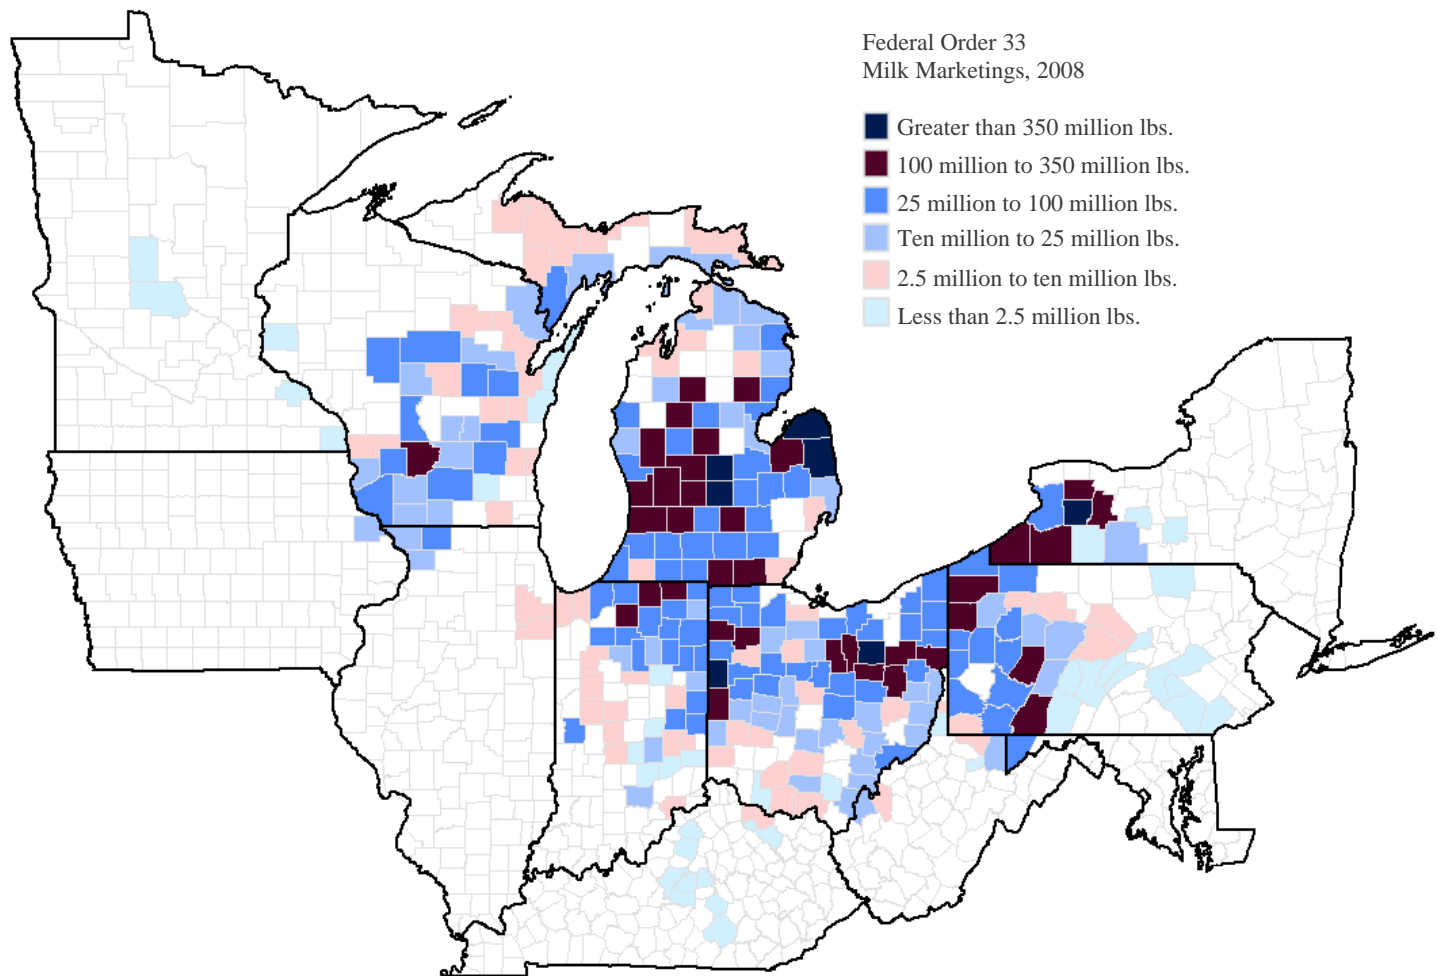 Federal Order 33
Milk Marketings, 2008
Greater than 350 million lbs.
100 million to 350 million lbs.
25 million to 100 million lbs.
Ten million to 25 million lbs.
2.5 million to ten million lbs.
Less than 2.5 million lbs.